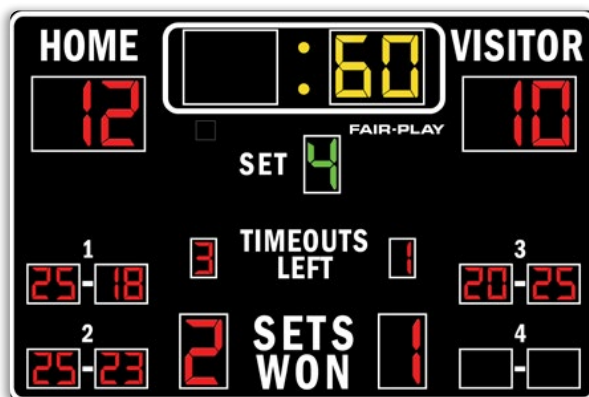 HOME :60 VISITOR
12 10
FAIR-PLAY
SET 4
1 3 TIMEOUTS LEFT 1 3
25-18 20-25
2 2 SETS WON 1 4
25-23 -